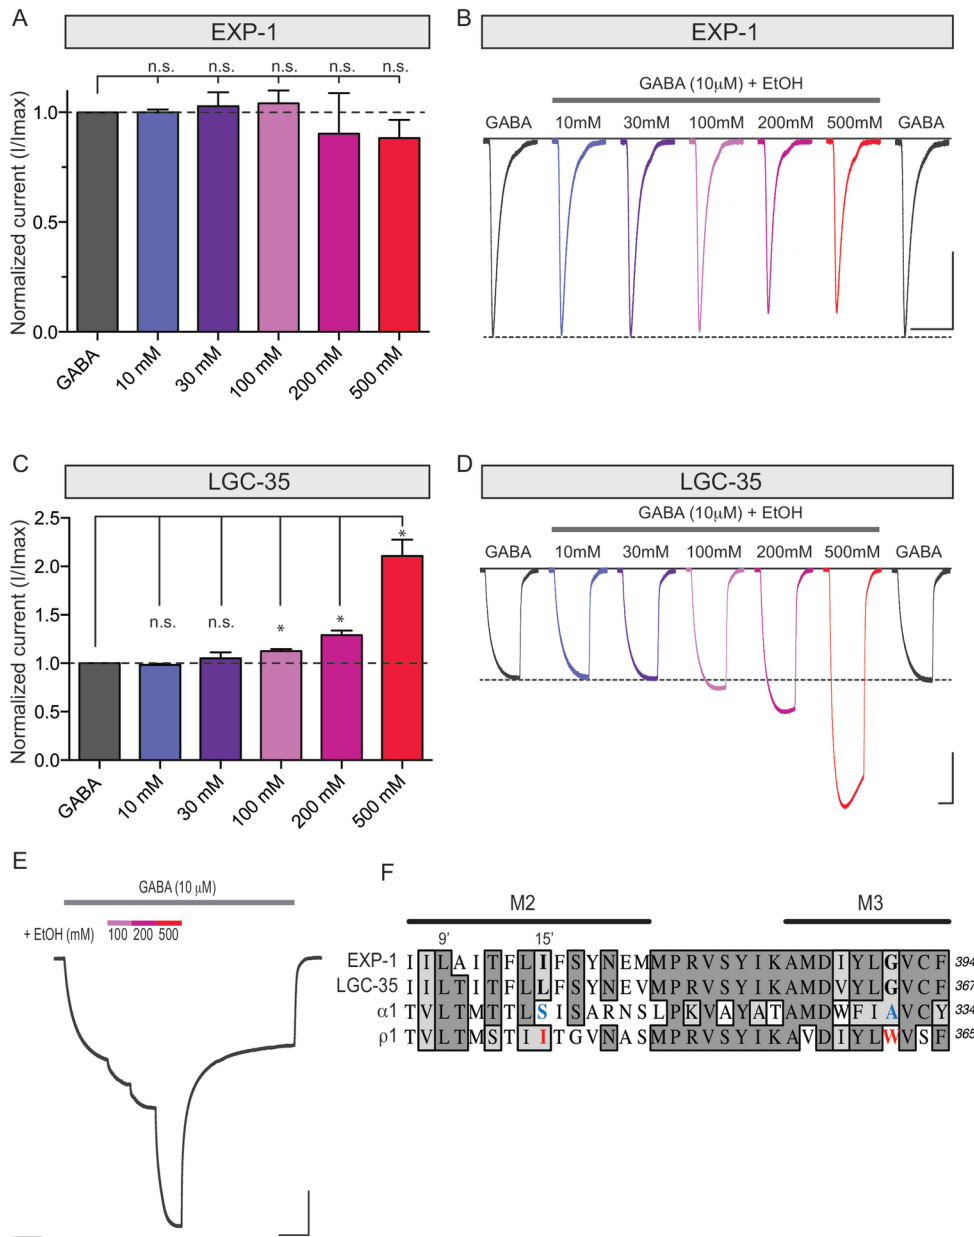 A
EXP-1
n.s. n.s. n.s. n.s. n.s.
Normalized current (I/Imax)
1.0
0.5
0.0
GABA 10 mM 30 mM 100 mM 200 mM 500 mM
B
EXP-1
GABA (10μM) + EtOH
GABA 10mM 30mM 100mM 200mM 500mM GABA
C
LGC-35
Normalized current (I/Imax)
2.5
2.0
1.5
1.0
0.5
0.0
n.s. n.s. * * *
GABA 10 mM 30 mM 100 mM 200 mM 500 mM
D
LGC-35
GABA (10μM) + EtOH
GABA 10mM 30mM 100mM 200mM 500mM GABA
E
GABA (10 μM)
+ EtOH (mM) 100 200 500
F
M2 M3
9' 15'
EXP-1 IILAITFLIFSYNEMMPRVSYIKAMDIYLGVCF 394
LGC-35 IILTITFLLFSYNEVMPRVSYIKAMDVYLGVCF 367
α1 TVLTMTTLSISARNSLPKVAYATAMDWFIAVCY 334
ρ1 TVLTMSTIITGVNASMPRVSYIKAVDIYLWVSF 365